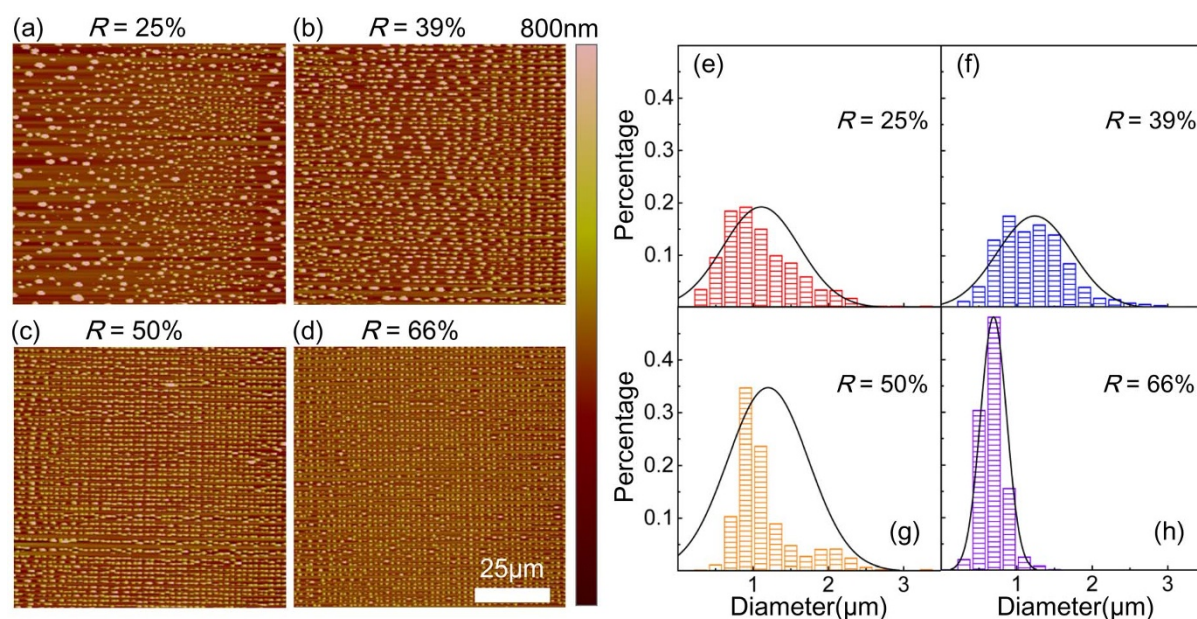 (a) R = 25% (b) R = 39% 800nm
(c) R = 50% (d) R = 66%
25μm
(e) R = 25%
(f) R = 39%
Percentage
0.4
0.3
0.2
0.1
R = 50% (g)
R = 66% (h)
Percentage
0.4
0.3
0.2
0.1
1 2 3 1 2 3
Diameter(μm) Diameter(μm)